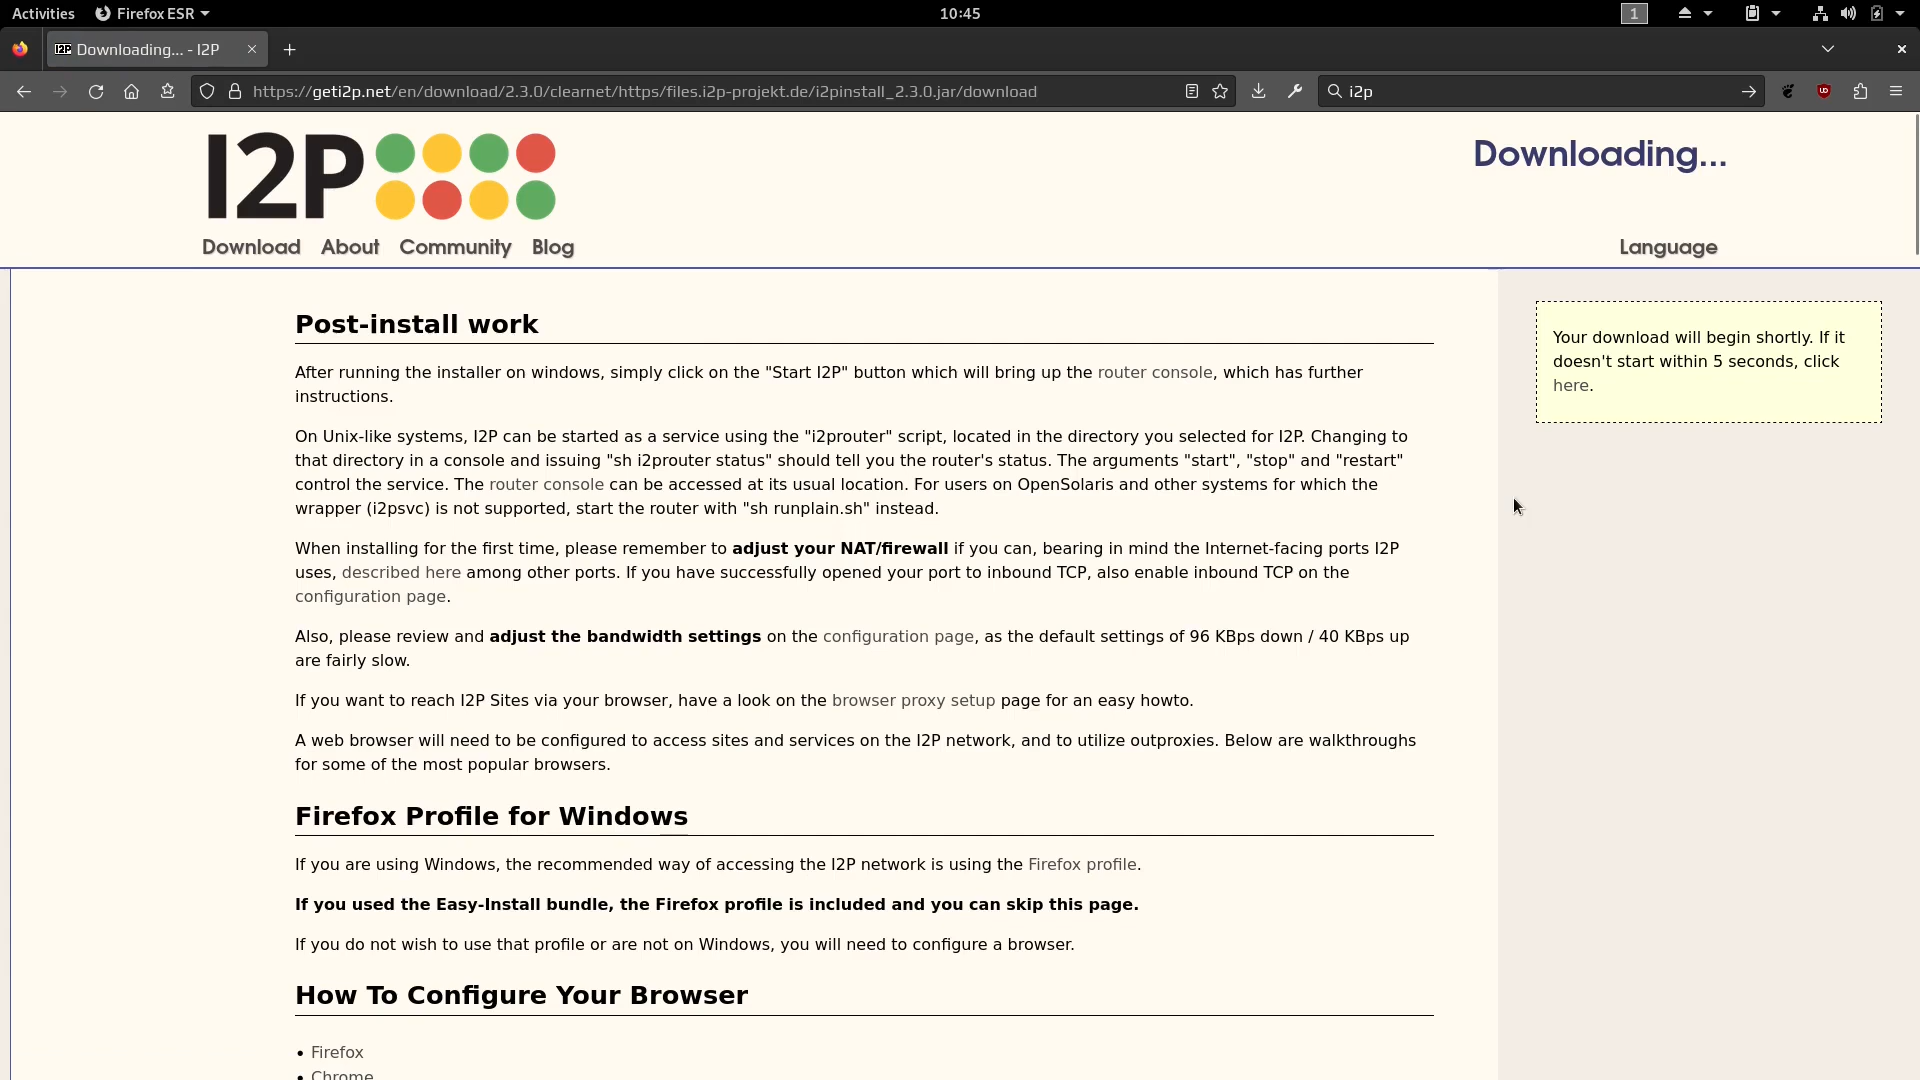 Activities Firefox ESR 10:45 1
Downloading... - I2P
https://geti2p.net/en/download/2.3.0/clearnet/https/files.i2p-projekt.de/i2pinstall_2.3.0.jar/download i2p
I2P
Downloading...
Download About Community Blog Language
Post-install work
After running the installer on windows, simply click on the "Start I2P" button which will bring up the router console, which has further
instructions.
On Unix-like systems, I2P can be started as a service using the "i2prouter" script, located in the directory you selected for I2P. Changing to
that directory in a console and issuing "sh i2prouter status" should tell you the router's status. The arguments "start", "stop" and "restart"
control the service. The router console can be accessed at its usual location. For users on OpenSolaris and other systems for which the
wrapper (i2psvc) is not supported, start the router with "sh runplain.sh" instead.
When installing for the first time, please remember to adjust your NAT/firewall if you can, bearing in mind the Internet-facing ports I2P
uses, described here among other ports. If you have successfully opened your port to inbound TCP, also enable inbound TCP on the
configuration page.
Also, please review and adjust the bandwidth settings on the configuration page, as the default settings of 96 KBps down / 40 KBps up
are fairly slow.
If you want to reach I2P Sites via your browser, have a look on the browser proxy setup page for an easy howto.
A web browser will need to be configured to access sites and services on the I2P network, and to utilize outproxies. Below are walkthroughs
for some of the most popular browsers.
Firefox Profile for Windows
If you are using Windows, the recommended way of accessing the I2P network is using the Firefox profile.
If you used the Easy-Install bundle, the Firefox profile is included and you can skip this page.
If you do not wish to use that profile or are not on Windows, you will need to configure a browser.
How To Configure Your Browser
• Firefox
• Chrome
Your download will begin shortly. If it
doesn't start within 5 seconds, click
here.